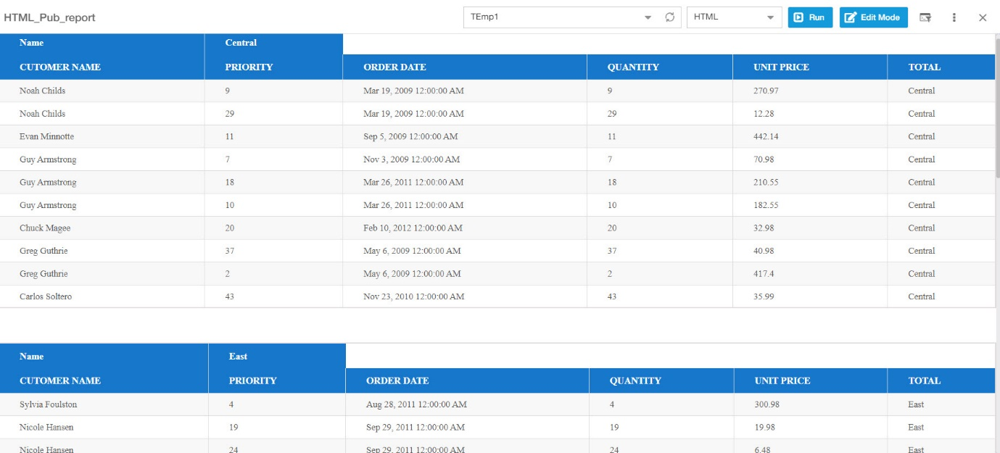 HTML_Pub_report TEmp1 HTML Run Edit Mode
Name Central
CUTOMER NAME PRIORITY ORDER DATE QUANTITY UNIT PRICE TOTAL
Noah Childs 9 Mar 19, 2009 12:00:00 AM 9 270.97 Central
Noah Childs 29 Mar 19, 2009 12:00:00 AM 29 12.28 Central
Evan Minnotte 11 Sep 5, 2009 12:00:00 AM 11 442.14 Central
Guy Armstrong 7 Nov 3, 2009 12:00:00 AM 7 70.98 Central
Guy Armstrong 18 Mar 26, 2011 12:00:00 AM 18 210.55 Central
Guy Armstrong 10 Mar 26, 2011 12:00:00 AM 10 182.55 Central
Chuck Magee 20 Feb 10, 2012 12:00:00 AM 20 32.98 Central
Greg Guthrie 37 May 6, 2009 12:00:00 AM 37 40.98 Central
Greg Guthrie 2 May 6, 2009 12:00:00 AM 2 417.4 Central
Carlos Soltero 43 Nov 23, 2010 12:00:00 AM 43 35.99 Central
Name East
CUTOMER NAME PRIORITY ORDER DATE QUANTITY UNIT PRICE TOTAL
Sylvia Foulston 4 Aug 28, 2011 12:00:00 AM 4 300.98 East
Nicole Hansen 19 Sep 29, 2011 12:00:00 AM 19 19.98 East
Nicole Hansen 24 Sep 29, 2011 12:00:00 AM 24 6.48 East